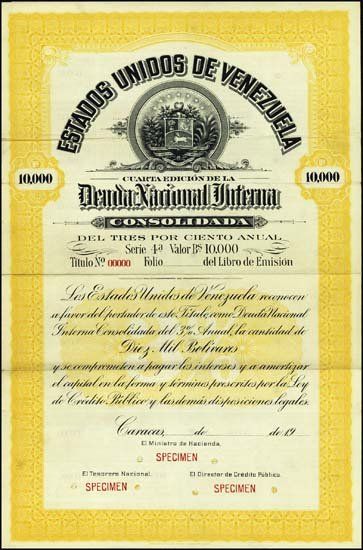 ESTADOS UNIDOS DE VENEZUELA
CUARTA EDICIÓN DE LA
10,000 Deuda Nacional Interna 10,000
CONSOLIDADA
DEL TRES POR CIENTO ANUAL
Serie 4ª Valor Bs 10,000
Título No 00000 Folio del Libro de Emisión
Los Estados Unidos de Venezuela reconocen
a favor del portador de este Título, como Deuda Nacional
Interna Consolidada del 3% Anual, la cantidad de
Diez Mil Bolívares
y se comprometen a pagar los intereses y a amortizar
el capital en la forma y términos prescritos por la Ley
de Crédito Público y las demás disposiciones legales.
Caracas, de de 19
El Ministro de Hacienda,
SPECIMEN
El Tesorero Nacional, El Director de Crédito Público,
SPECIMEN SPECIMEN